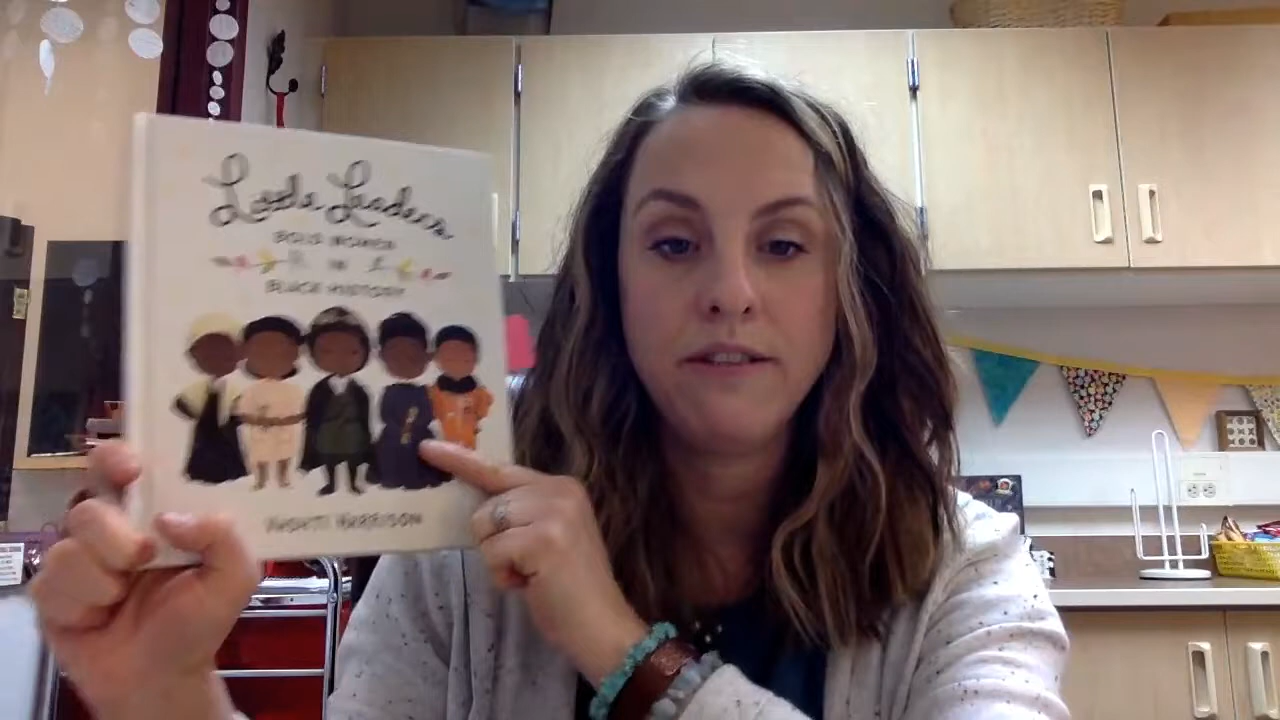 Little Leaders
BOLD WOMEN
IN
BLACK HISTORY
VASHTI HARRISON